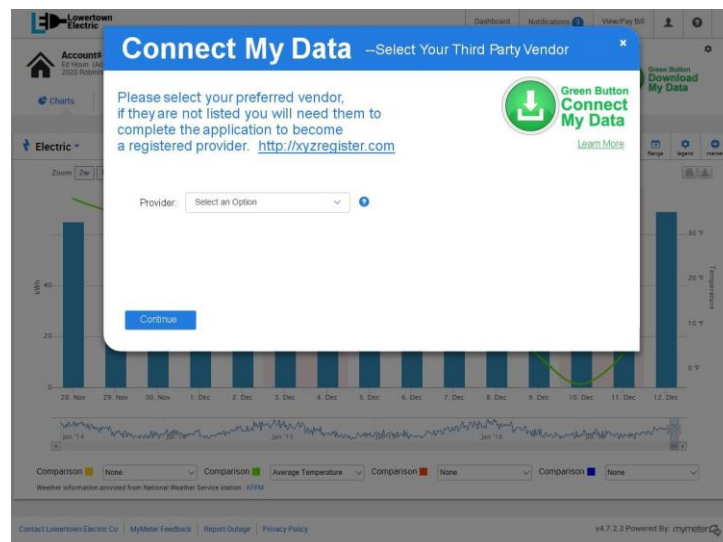 Lowertown
Electric
Dashboard
Notifications
View/Pay Bill
Account#
Connect My Data --Select Your Third Party Vendor
×
Green Button
Download
My Data
Charts
Please select your preferred vendor,
if they are not listed you will need them to
complete the application to become
a registered provider. http://xyzregister.com
Green Button
Connect
My Data
Learn More
Electric
Range
legend
Zoom 2w
Provider: Select an Option
Continue
kWh
40
20
0
30 °F
20 °F
10 °F
0 °F
Temperature
28. Nov 29. Nov 30. Nov 1. Dec 2. Dec 3. Dec 4. Dec 5. Dec 6. Dec 7. Dec 8. Dec 9. Dec 10. Dec 11. Dec 12. Dec
Jan '14 Jan '15 Jan '16
Comparison None Comparison Average Temperature Comparison None Comparison None
Weather information provided from National Weather Service station: KFFM
Contact Lowertown Electric Co | MyMeter Feedback | Report Outage | Privacy Policy
v4.7.2.3 Powered By: mymeter